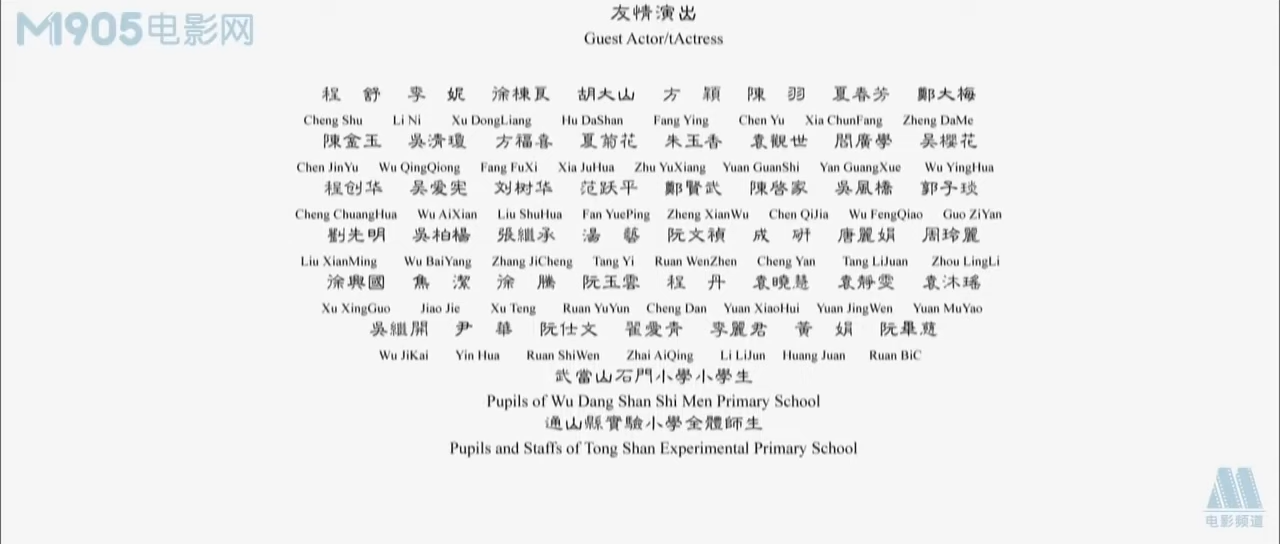 M1905电影网
友情演出
Guest Actor/tActress
程舒 李妮 徐棟良 胡大山 方穎 陳羽 夏春芳 鄭大梅
Cheng Shu Li Ni Xu DongLiang Hu DaShan Fang Ying Chen Yu Xia ChunFang Zheng DaMe
陳金玉 吳清瓊 方福喜 夏菊花 朱玉香 袁觀世 閻廣學 吳櫻花
Chen JinYu Wu QingQiong Fang FuXi Xia JuHua Zhu YuXiang Yuan GuanShi Yan GuangXue Wu YingHua
程创华 吴爱宪 刘树华 范跃平 鄭賢武 陳啓家 吳風橋 郭子琰
Cheng ChuangHua Wu AiXian Liu ShuHua Fan YuePing Zheng XianWu Chen QiJia Wu FengQiao Guo ZiYan
劉先明 吳柏楊 張繼承 湯藝 阮文禎 成研 唐麗娟 周玲麗
Liu XianMing Wu BaiYang Zhang JiCheng Tang Yi Ruan WenZhen Cheng Yan Tang LiJuan Zhou LingLi
徐興國 焦潔 徐騰 阮玉雲 程丹 袁曉慧 袁靜雯 袁沐瑤
Xu XingGuo Jiao Jie Xu Teng Ruan YuYun Cheng Dan Yuan XiaoHui Yuan JingWen Yuan MuYao
吳繼開 尹華 阮仕文 翟愛青 李麗君 黃娟 阮畢慈
Wu JiKai Yin Hua Ruan ShiWen Zhai AiQing Li LiJun Huang Juan Ruan BiC
武當山石門小學小學生
Pupils of Wu Dang Shan Shi Men Primary School
通山縣實驗小學全體師生
Pupils and Staffs of Tong Shan Experimental Primary School
电影频道